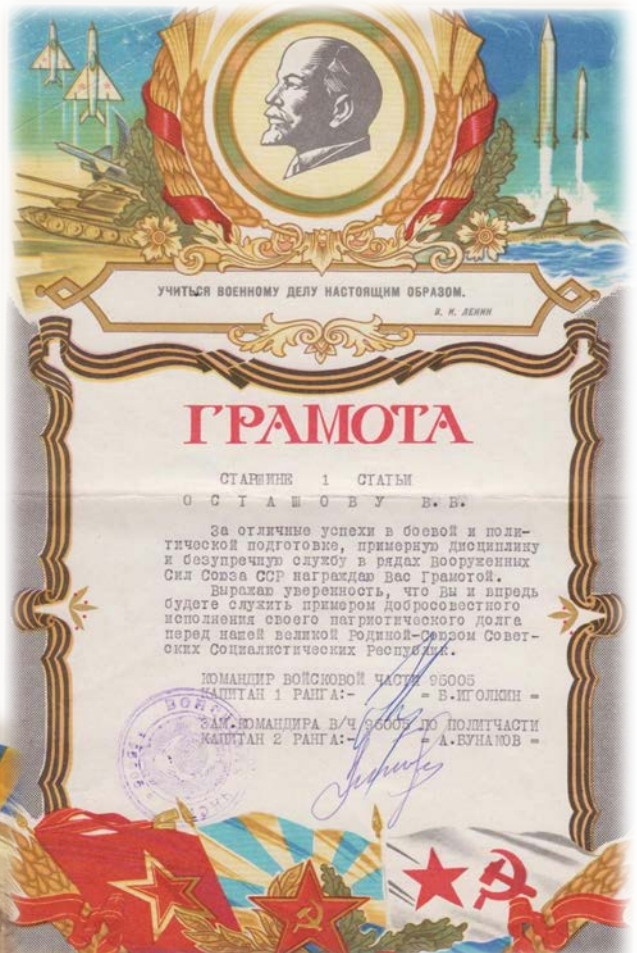 УЧИТЬСЯ ВОЕННОМУ ДЕЛУ НАСТОЯЩИМ ОБРАЗОМ.
В. И. ЛЕНИН
ГРАМОТА
СТАРШИНЕ 1 СТАТЬИ
О С Т А Ш О В У В. В.
За отличные успехи в боевой и поли-
тической подготовке, примерную дисциплину
и безупречную службу в рядах Вооруженных
Сил Союза ССР награждаю Вас Грамотой.
Выражаю уверенность, что Вы и впредь
будете служить примером добросовестного
исполнения своего патриотического долга
перед нашей великой Родиной-Союзом Совет-
ских Социалистических Республик.
КОМАНДИР ВОЙСКОВОЙ ЧАСТИ 95005
КАПИТАН 1 РАНГА:- = В.ИГОЛКИН =
ЗАМ.КОМАНДИРА В/Ч 95005 ПО ПОЛИТЧАСТИ
КАПИТАН 2 РАНГА:- = А.БУНАКОВ =